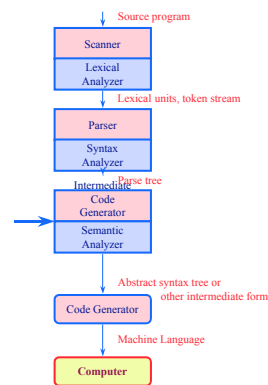 Source program
Scanner
Lexical
Analyzer
Lexical units, token stream
Parser
Syntax
Analyzer
Parse tree
Intermediate
Code
Generator
Semantic
Analyzer
Abstract syntax tree or
other intermediate form
Code Generator
Machine Language
Computer